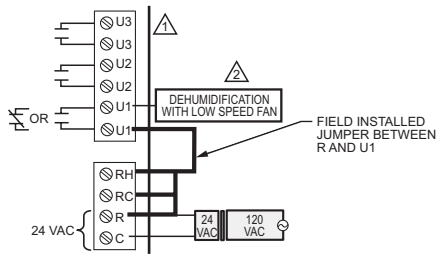 U3
U3
U2
U2
U1
U1
OR
1
2
DEHUMIDIFICATION
WITH LOW SPEED FAN
FIELD INSTALLED
JUMPER BETWEEN
R AND U1
RH
RC
R
C
24 VAC
24
VAC
120
VAC